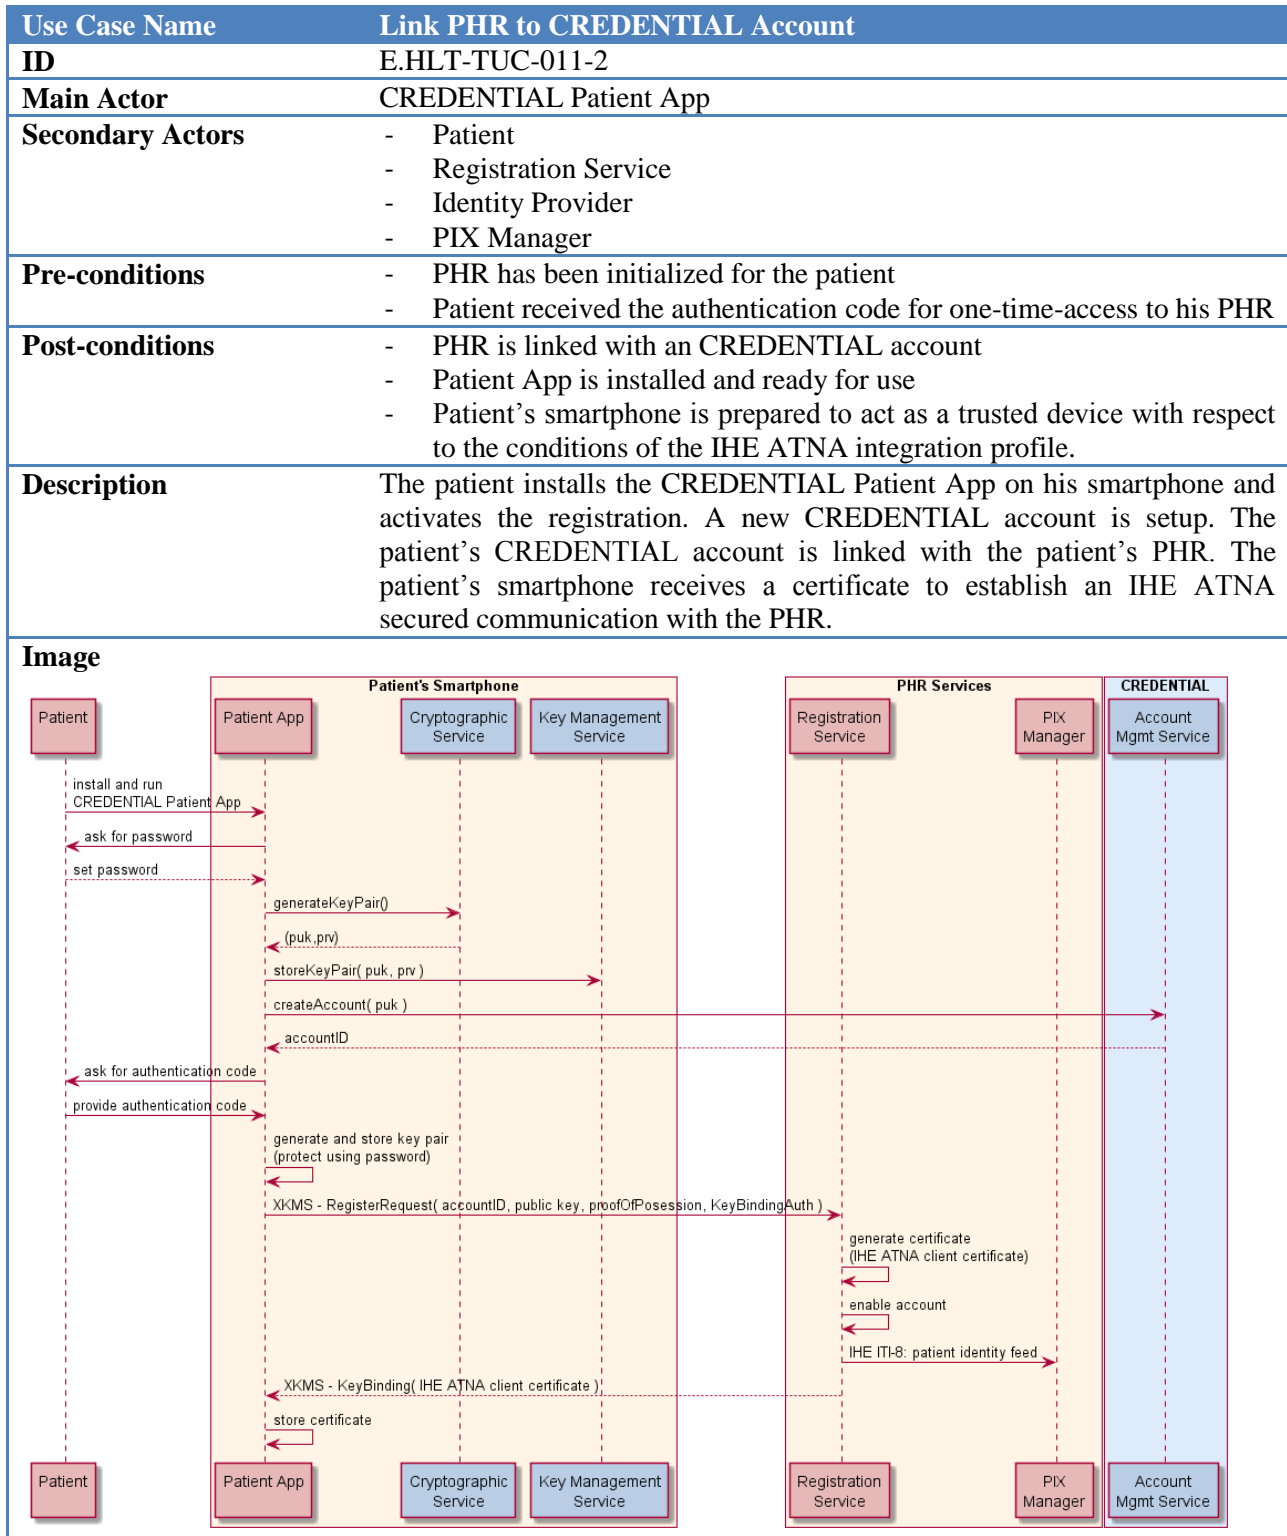 Use Case Name Link PHR to CREDENTIAL Account
ID E.HLT-TUC-011-2
Main Actor CREDENTIAL Patient App
Secondary Actors - Patient
- Registration Service
- Identity Provider
- PIX Manager
Pre-conditions - PHR has been initialized for the patient
- Patient received the authentication code for one-time-access to his PHR
Post-conditions - PHR is linked with an CREDENTIAL account
- Patient App is installed and ready for use
- Patient's smartphone is prepared to act as a trusted device with respect
to the conditions of the IHE ATNA integration profile.
Description The patient installs the CREDENTIAL Patient App on his smartphone and
activates the registration. A new CREDENTIAL account is setup. The
patient's CREDENTIAL account is linked with the patient's PHR. The
patient's smartphone receives a certificate to establish an IHE ATNA
secured communication with the PHR.
Image
Patient's Smartphone PHR Services CREDENTIAL
Patient Patient App Cryptographic Key Management Registration PIX Account
Service Service Service Manager Mgmt Service
install and run
CREDENTIAL Patient App
ask for password
set password
generateKeyPair()
(puk,prv)
storeKeyPair( puk, prv )
createAccount( puk )
accountID
ask for authentication code
provide authentication code
generate and store key pair
(protect using password)
XKMS - RegisterRequest( accountID, public key, proofOfPosession, KeyBindingAuth )
generate certificate
(IHE ATNA client certificate)
enable account
IHE ITI-8: patient identity feed
XKMS - KeyBinding( IHE ATNA client certificate )
store certificate
Patient Patient App Cryptographic Key Management Registration PIX Account
Service Service Service Manager Mgmt Service